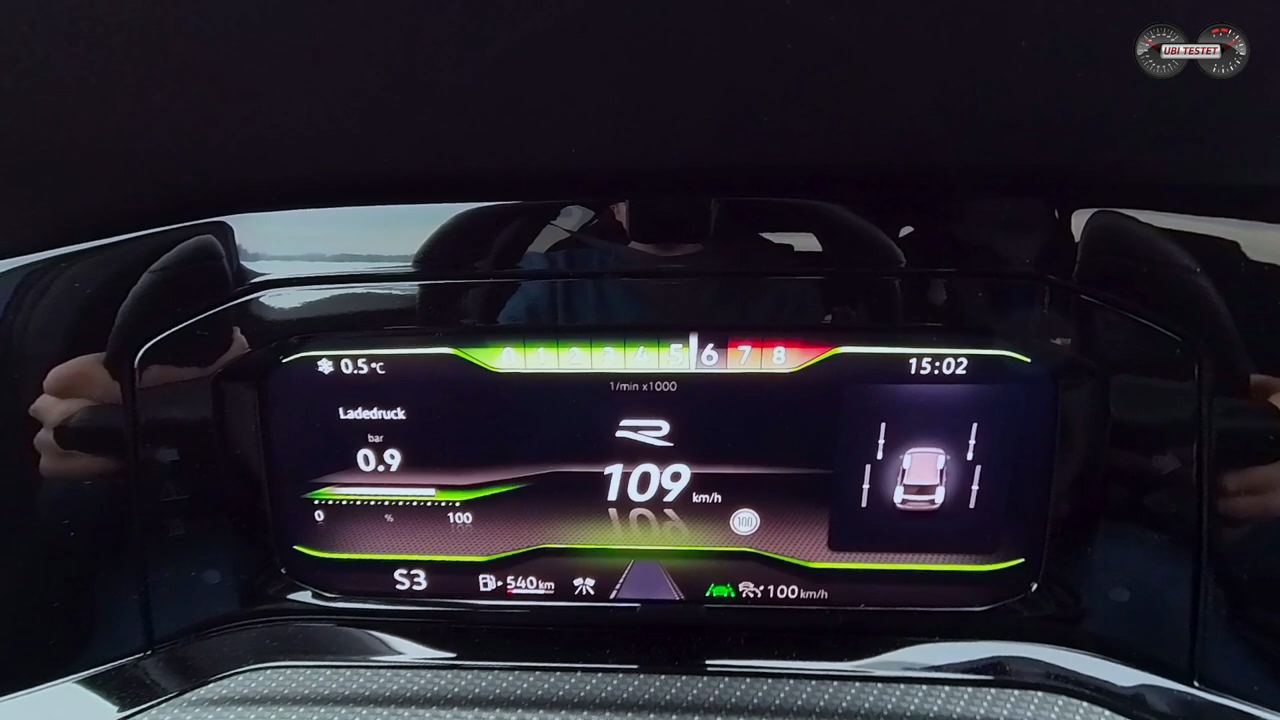 UBI TESTET
0 1 2 3 4 5 6 7 8
0.5°C
15:02
1/min x1000
Ladedruck
bar
0.9
R
109 km/h
0 % 100
100
S3
540 km
100 km/h